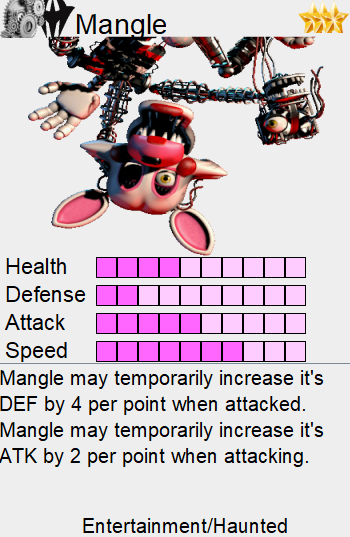 Mangle
Health
Defense
Attack
Speed
Mangle may temporarily increase it's
DEF by 4 per point when attacked.
Mangle may temporarily increase it's
ATK by 2 per point when attacking.
Entertainment/Haunted